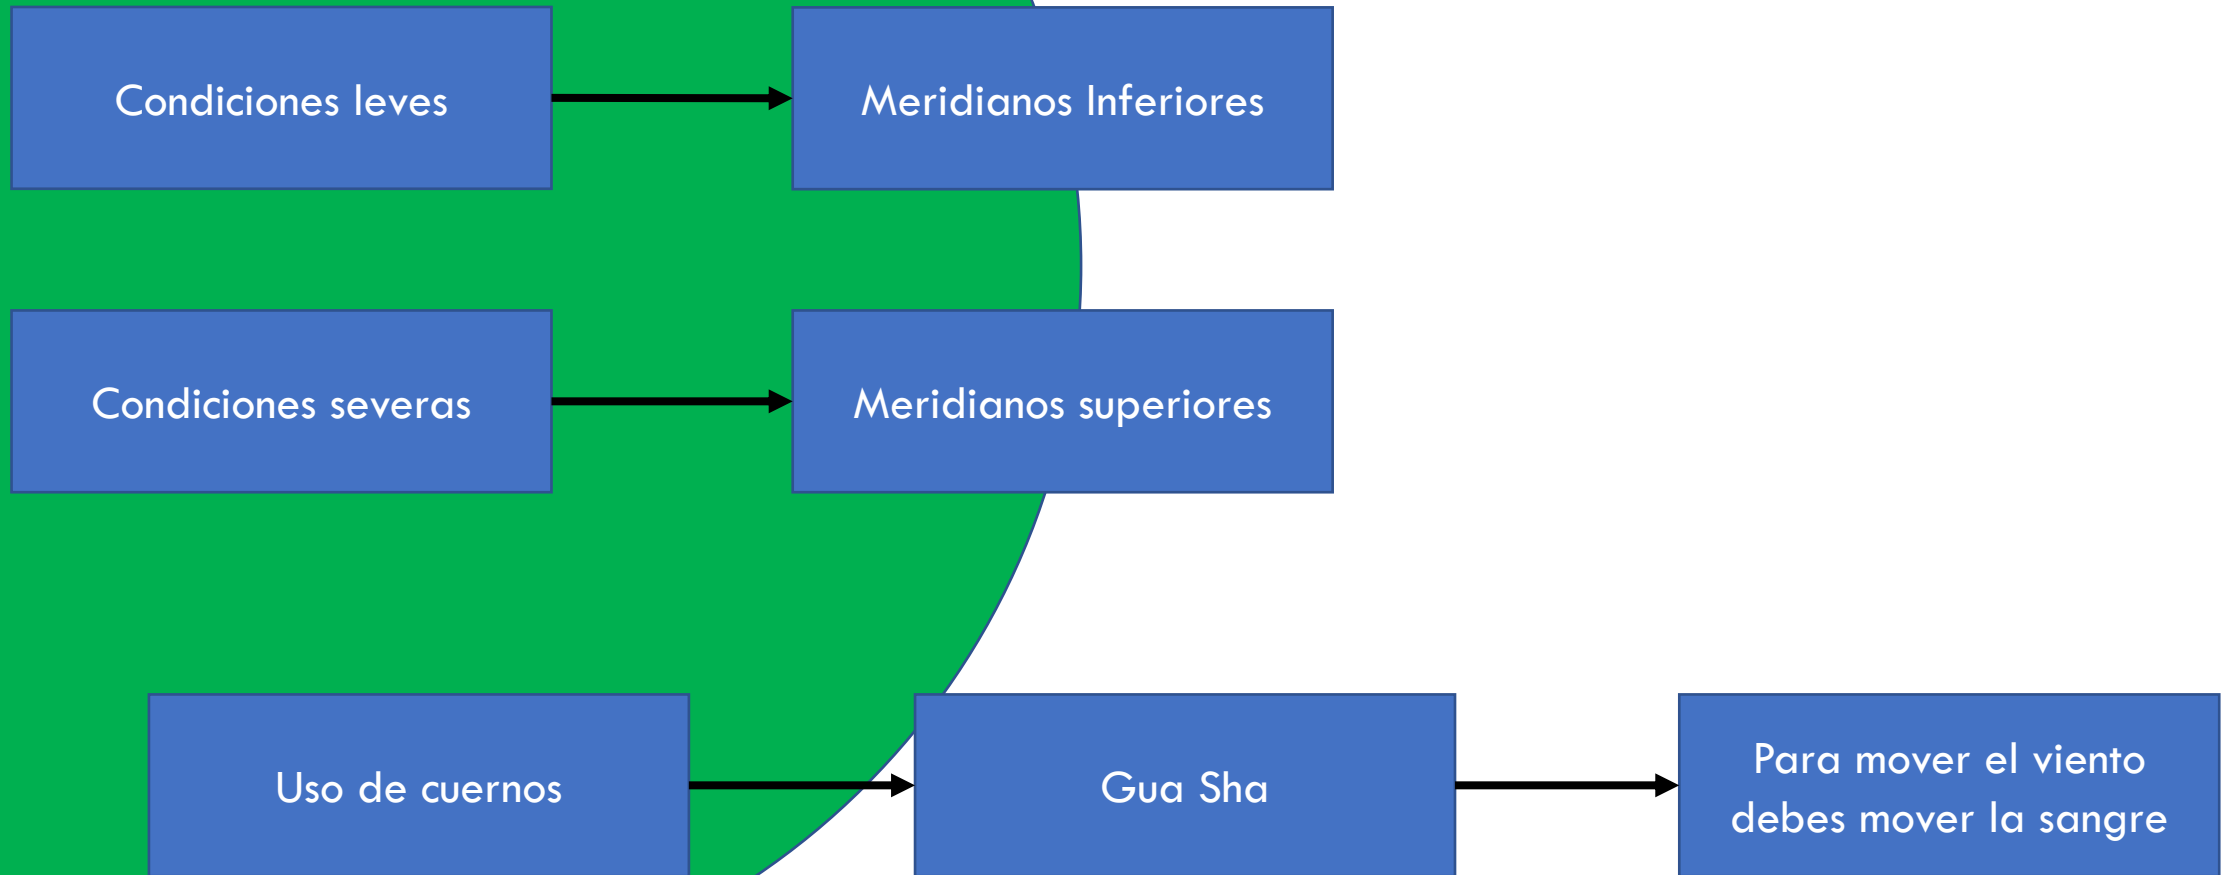 Condiciones leves
Meridianos Inferiores
Condiciones severas
Meridianos superiores
Uso de cuernos
Gua Sha
Para mover el viento
debes mover la sangre